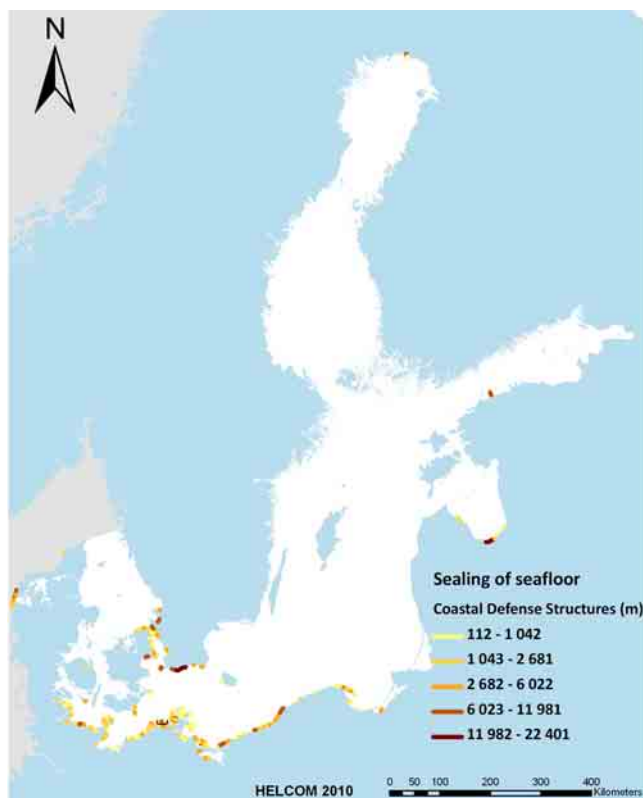 N
Sealing of seafloor
Coastal Defense Structures (m)
112 - 1 042
1 043 - 2 681
2 682 - 6 022
6 023 - 11 981
11 982 - 22 401
HELCOM 2010
0 50 100 200 300 400
Kilometers